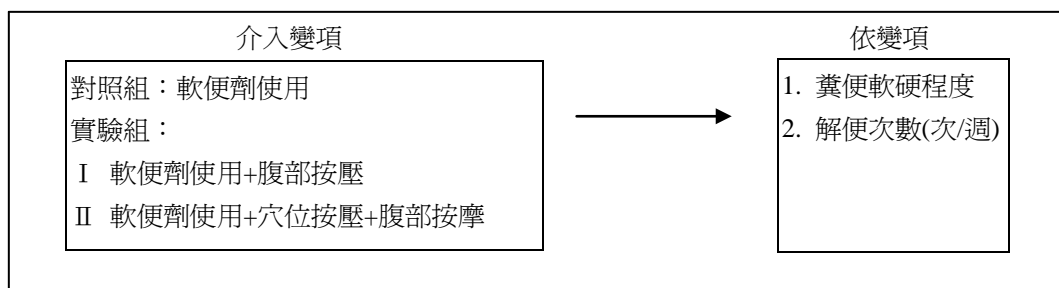 介入變項
對照組：軟便劑使用
實驗組：
Ⅰ 軟便劑使用+腹部按壓
Ⅱ 軟便劑使用+穴位按壓+腹部按摩
依變項
1. 糞便軟硬程度
2. 解便次數(次/週)